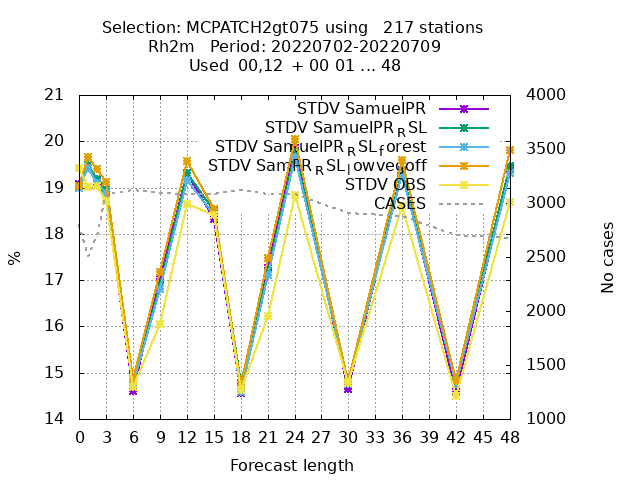 Selection: MCPATCH2gt075 using   217 stations
Rh2m   Period: 20220702-20220709
Used  00,12  + 00 01 ... 48
21
20
19
18
17
16
15
14
4000
3500
3000
2500
2000
1500
1000
%
No cases
STDV SamuelPR
STDV SamuelPR_RSL
STDV SamuelPR_RSL_forest
STDV SamPR_RSL_lowvegoff
STDV OBS
CASES
0 3 6 9 12 15 18 21 24 27 30 33 36 39 42 45 48
Forecast length